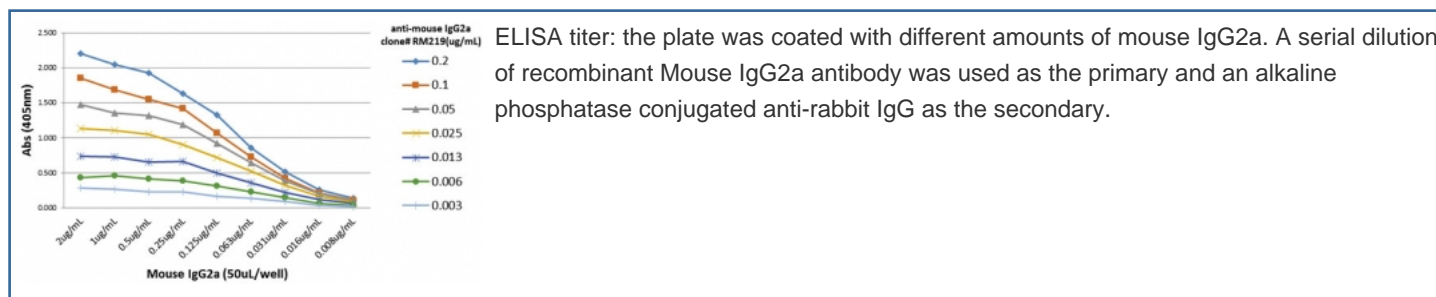 anti-mouse IgG2a
clone# RM219(ug/mL)
2.500
2.000
1.500
1.000
0.500
0.000
Abs (405nm)
0.2
0.1
0.05
0.025
0.013
0.006
0.003
2ug/mL
1ug/mL
0.5ug/mL
0.25ug/mL
0.125ug/mL
0.063ug/mL
0.031ug/mL
0.016ug/mL
0.008ug/mL
Mouse IgG2a (50uL/well)
ELISA titer: the plate was coated with different amounts of mouse IgG2a. A serial dilution
of recombinant Mouse IgG2a antibody was used as the primary and an alkaline
phosphatase conjugated anti-rabbit IgG as the secondary.